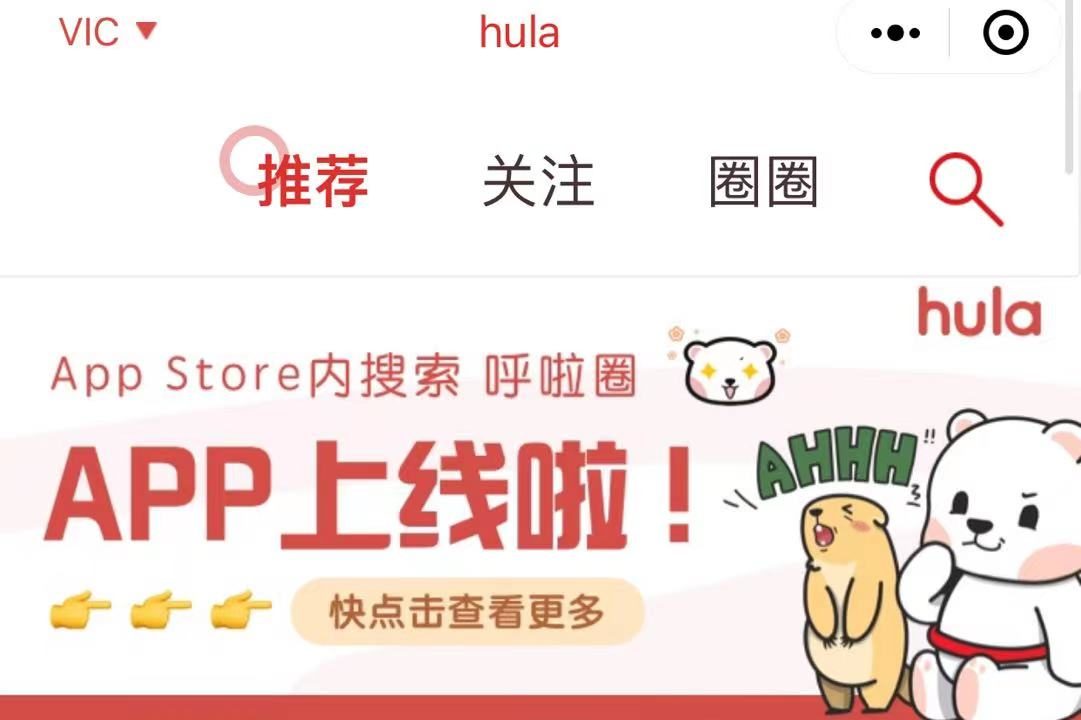 VIC ▼ hula
推荐 关注 圈圈
hula
App Store内搜索 呼啦圈
APP上线啦！
AHHH!!
👉 👉 👉 快点击查看更多